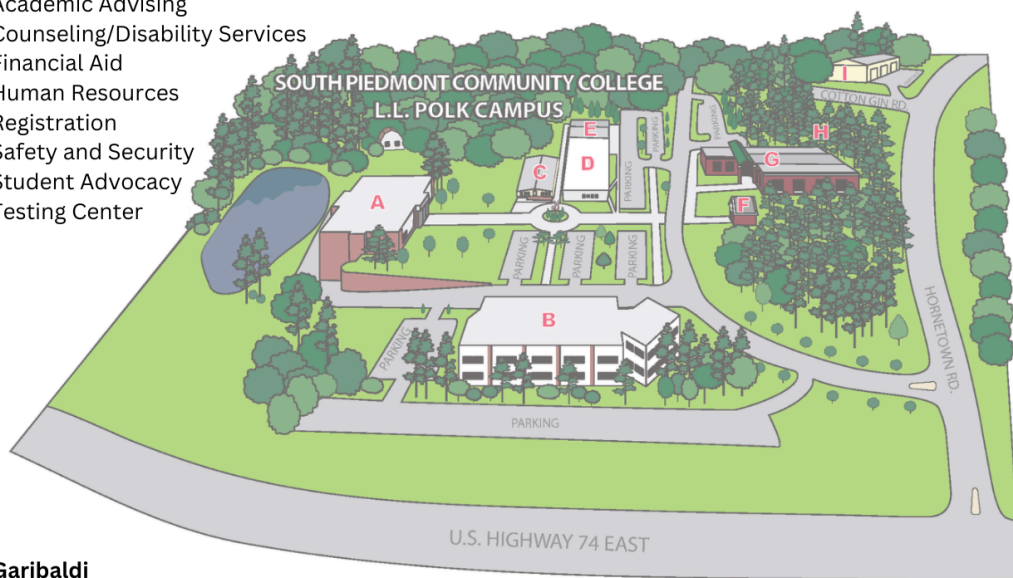 Academic Advising
Counseling/Disability Services
Financial Aid
Human Resources
Registration
Safety and Security
Student Advocacy
Testing Center
SOUTH PIEDMONT COMMUNITY COLLEGE
L.L. POLK CAMPUS
I
COTTON GIN RD.
H
E
PARKING
PARKING
D
C
G
PARKING
A
F
PARKING
PARKING
PARKING
B
PARKING
HORNETOWN RD.
PARKING
U.S. HIGHWAY 74 EAST
Garibaldi